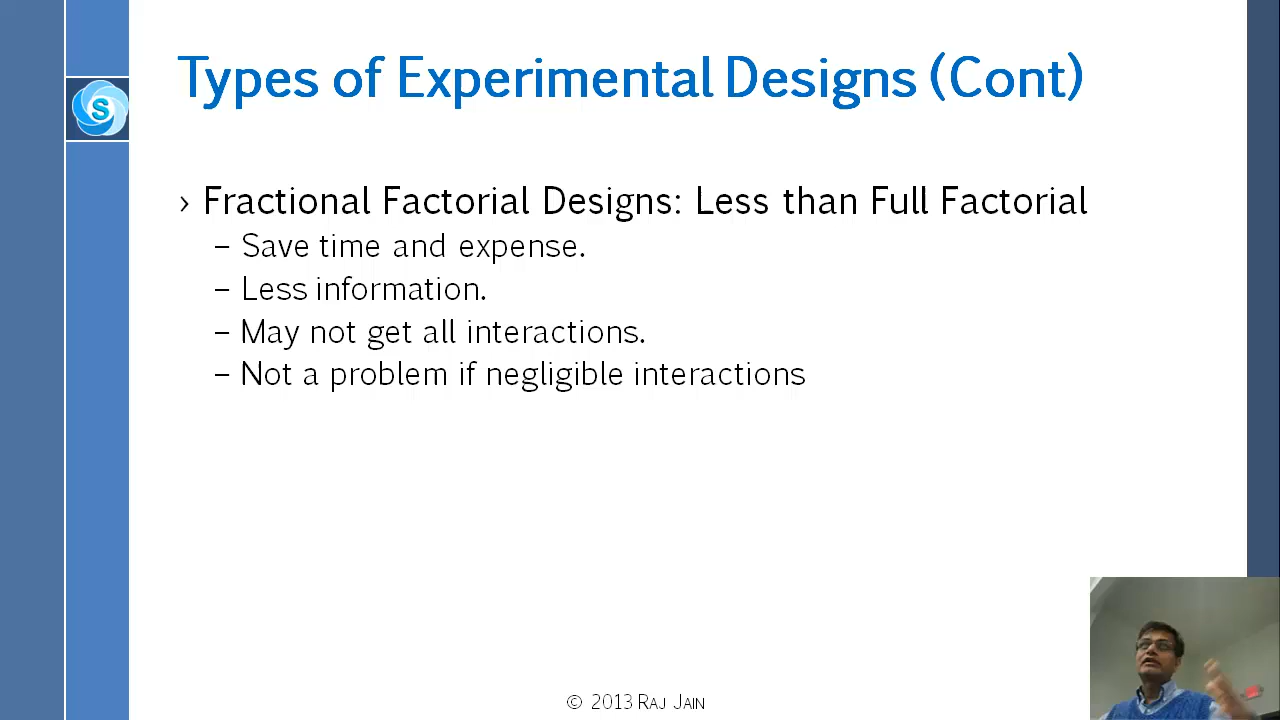 S
Types of Experimental Designs (Cont)
› Fractional Factorial Designs: Less than Full Factorial
– Save time and expense.
– Less information.
– May not get all interactions.
– Not a problem if negligible interactions
© 2013 RAJ JAIN